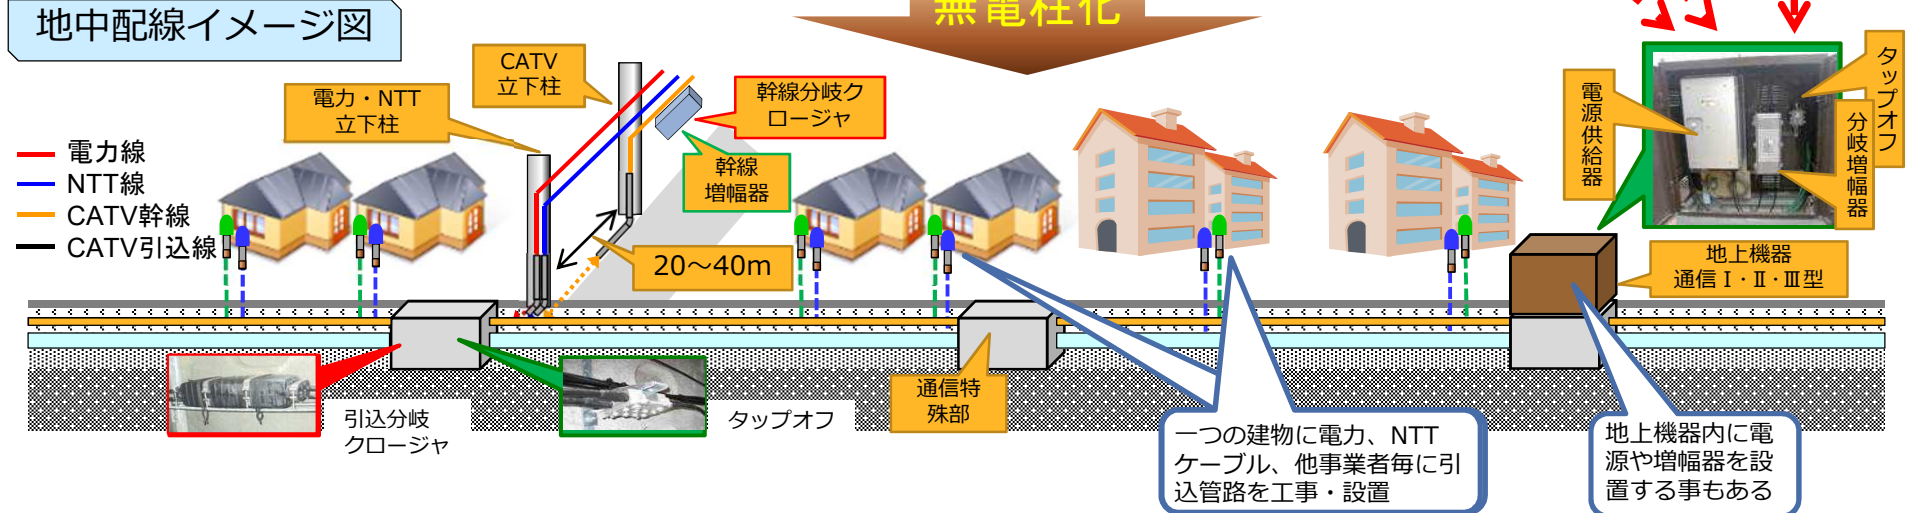 無電柱化
地中配線イメージ図
CATV
立下柱
電力・NTT
立下柱
幹線分岐ク
ロージャ
幹線
増幅器
電力線
NTT線
CATV幹線
CATV引込線
20～40m
タップオフ
電源供給器
分岐増幅器
地上機器
通信Ⅰ・Ⅱ・Ⅲ型
引込分岐
クロージャ
タップオフ
通信特
殊部
一つの建物に電力、NTT
ケーブル、他事業者毎に引
込管路を工事・設置
地上機器内に電
源や増幅器を設
置する事もある